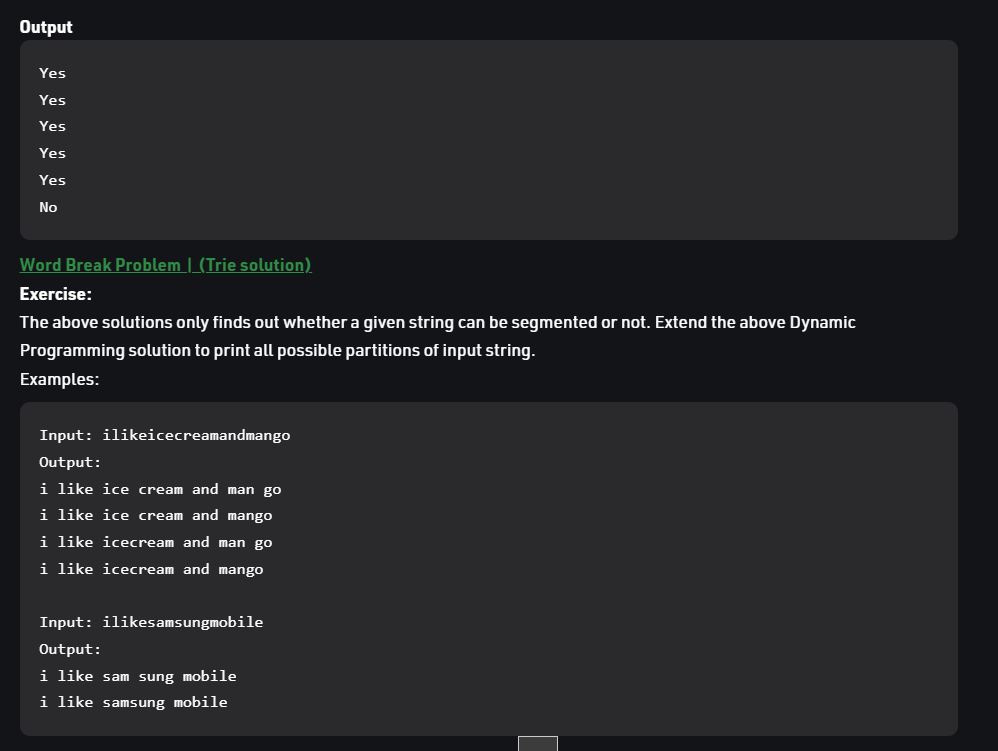 Output
Yes
Yes
Yes
Yes
Yes
No
Word Break Problem | (Trie solution)
Exercise:
The above solutions only finds out whether a given string can be segmented or not. Extend the above Dynamic
Programming solution to print all possible partitions of input string.
Examples:
Input: ilikeicecreamandmango
Output:
i like ice cream and man go
i like ice cream and mango
i like icecream and man go
i like icecream and mango
Input: ilikesamsungmobile
Output:
i like sam sung mobile
i like samsung mobile